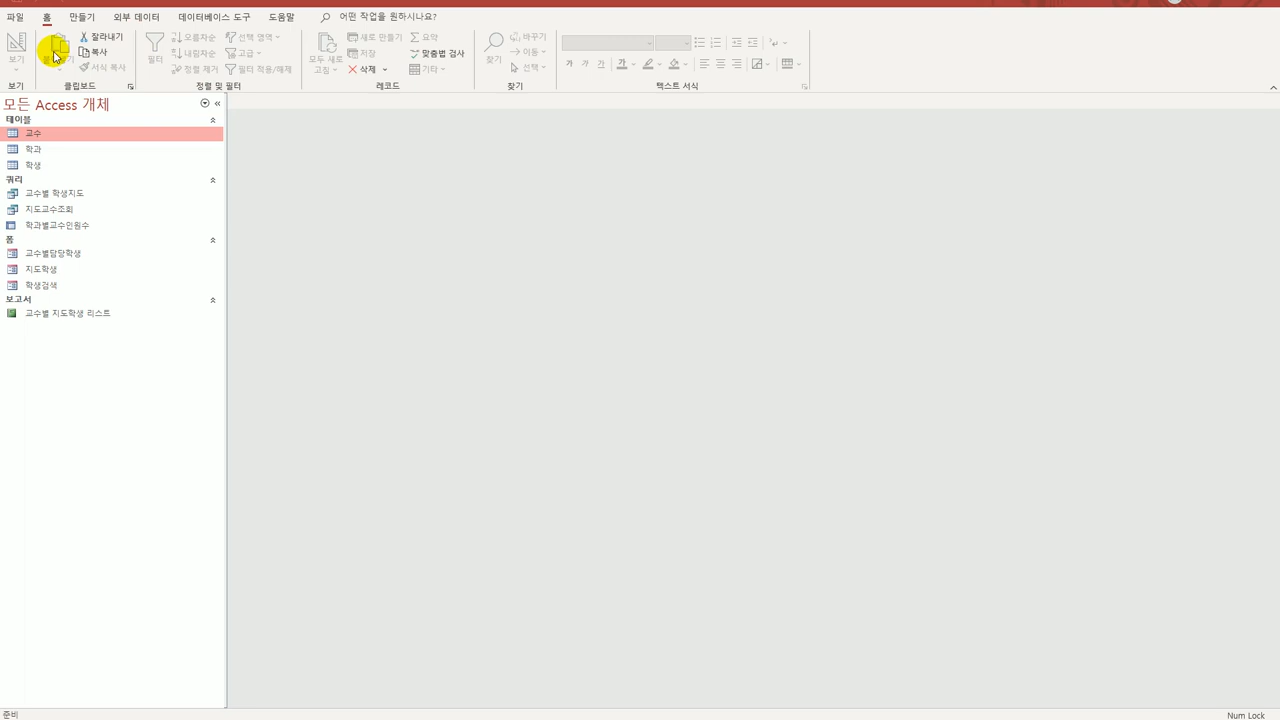 파일 홈 만들기 외부 데이터 데이터베이스 도구 도움말 어떤 작업을 원하시나요?
보기
보기
잘라내기
복사
서식 복사
클립보드
필터
오름차순
내림차순
정렬 제거
선택 영역
고급
필터 적용/해제
정렬 및 필터
모두 새로
고침
새로 만들기
저장
삭제
요약
맞춤법 검사
기타
레코드
찾기
바꾸기
이동
선택
찾기
가 가 가 가
텍스트 서식
모든 Access 개체
테이블
교수
학과
학생
쿼리
교수별 학생지도
지도교수조회
학과별교수인원수
폼
교수별담당학생
지도학생
학생검색
보고서
교수별 지도학생 리스트
준비
Num Lock